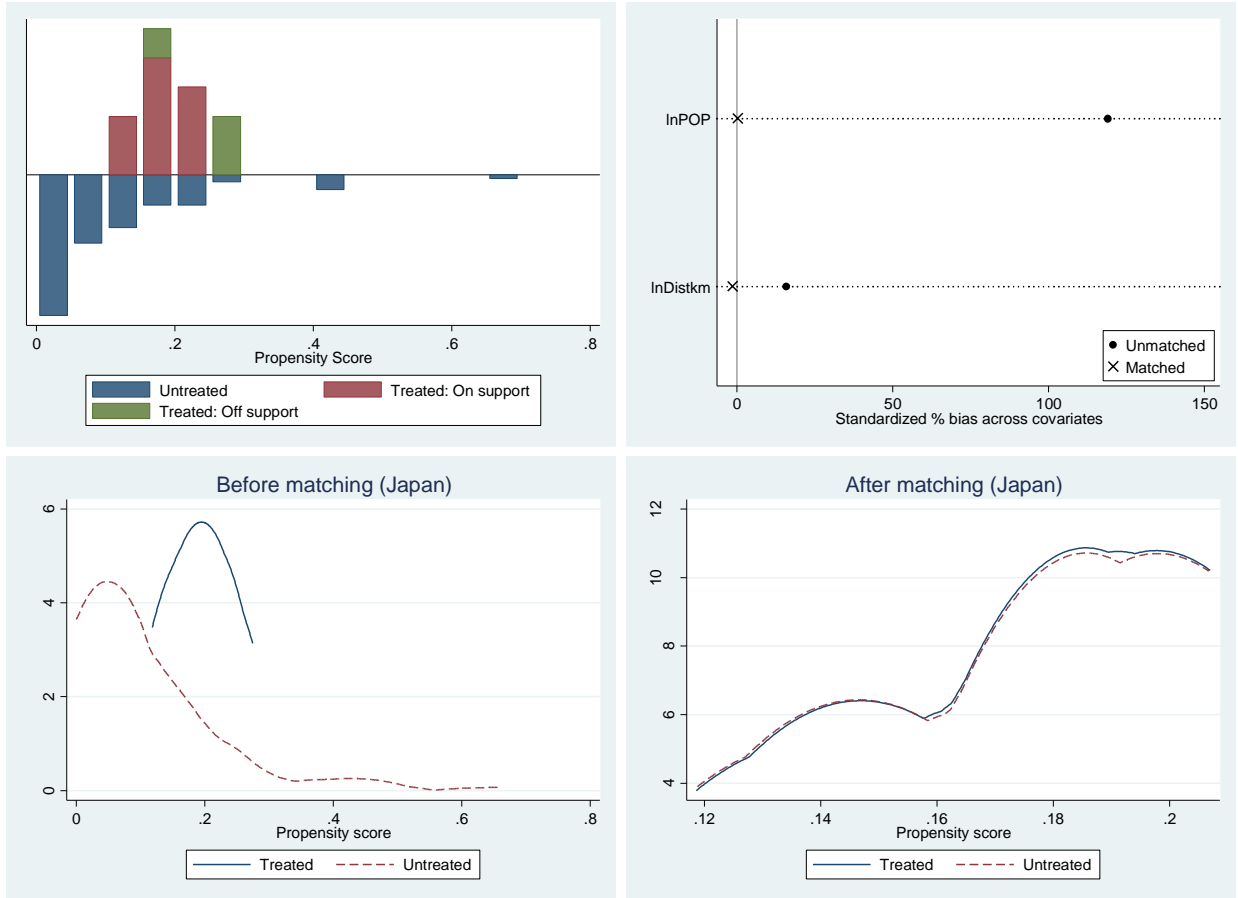 0 .2 .4 .6 .8
Propensity Score
Untreated Treated: On support
Treated: Off support
lnPOP
lnDistkm
Unmatched
Matched
0 50 100 150
Standardized % bias across covariates
Before matching (Japan)
6
4
2
0
0 .2 .4 .6 .8
Propensity score
Treated Untreated
After matching (Japan)
12
10
8
6
4
.12 .14 .16 .18 .2
Propensity score
Treated Untreated